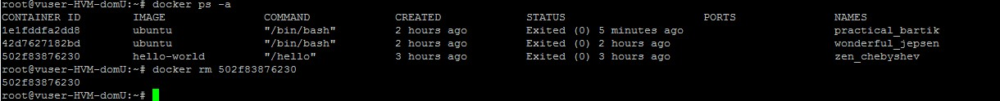 root@vuser-HVM-domU:~# docker ps -a
CONTAINER ID IMAGE COMMAND CREATED STATUS PORTS NAMES
1e1fddfa2dd8 ubuntu "/bin/bash" 2 hours ago Exited (0) 5 minutes ago practical_bartik
42d7627182bd ubuntu "/bin/bash" 2 hours ago Exited (0) 2 hours ago wonderful_jepsen
502f83876230 hello-world "/hello" 3 hours ago Exited (0) 3 hours ago zen_chebyshev
root@vuser-HVM-domU:~# docker rm 502f83876230
502f83876230
root@vuser-HVM-domU:~#